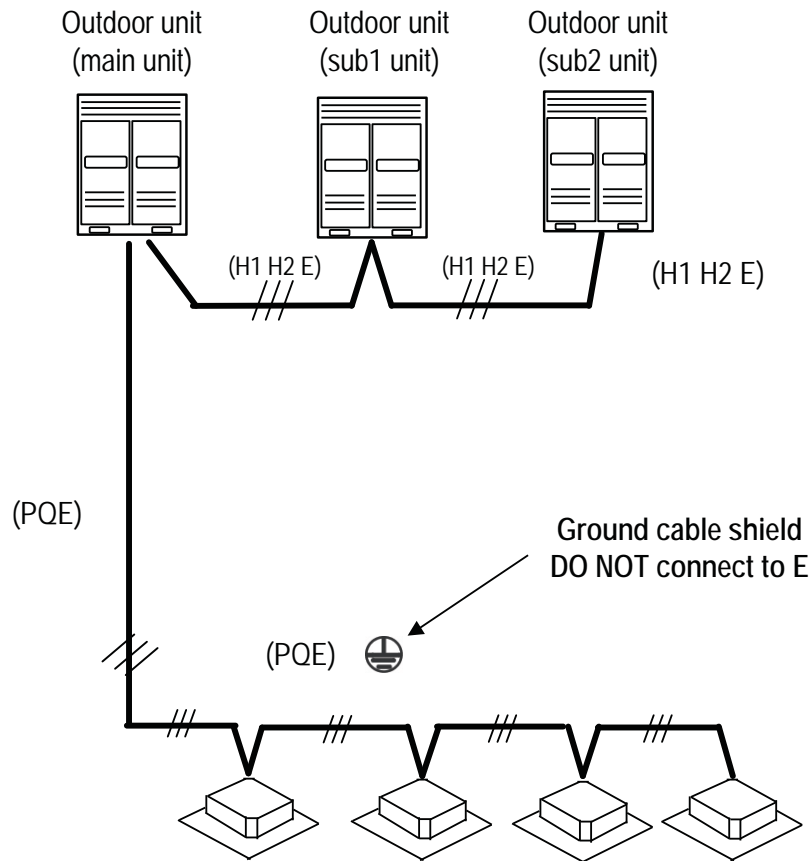 Outdoor unit
(main unit)
Outdoor unit
(sub1 unit)
Outdoor unit
(sub2 unit)
(H1 H2 E)
(H1 H2 E)
(H1 H2 E)
(PQE)
Ground cable shield
DO NOT connect to E
(PQE)